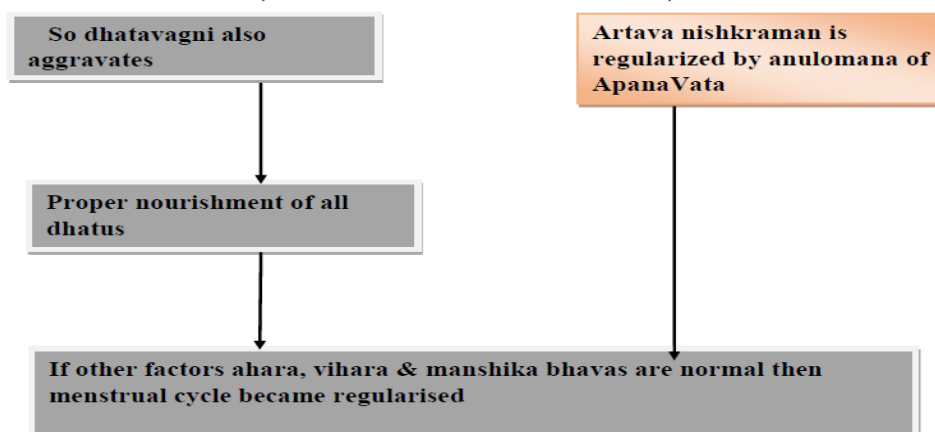 So dhatavagni also
aggravates
Artava nishkraman is
regularized by anulomana of
ApanaVata
Proper nourishment of all
dhatus
If other factors ahara, vihara & manshika bhavas are normal then
menstrual cycle became regularised